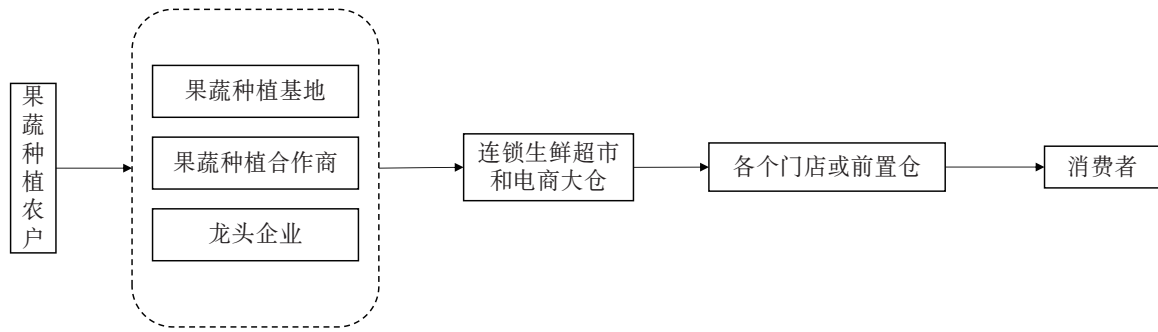 果蔬种植农户
果蔬种植基地
果蔬种植合作商
龙头企业
连锁生鲜超市
和电商大仓
各个门店或前置仓
消费者